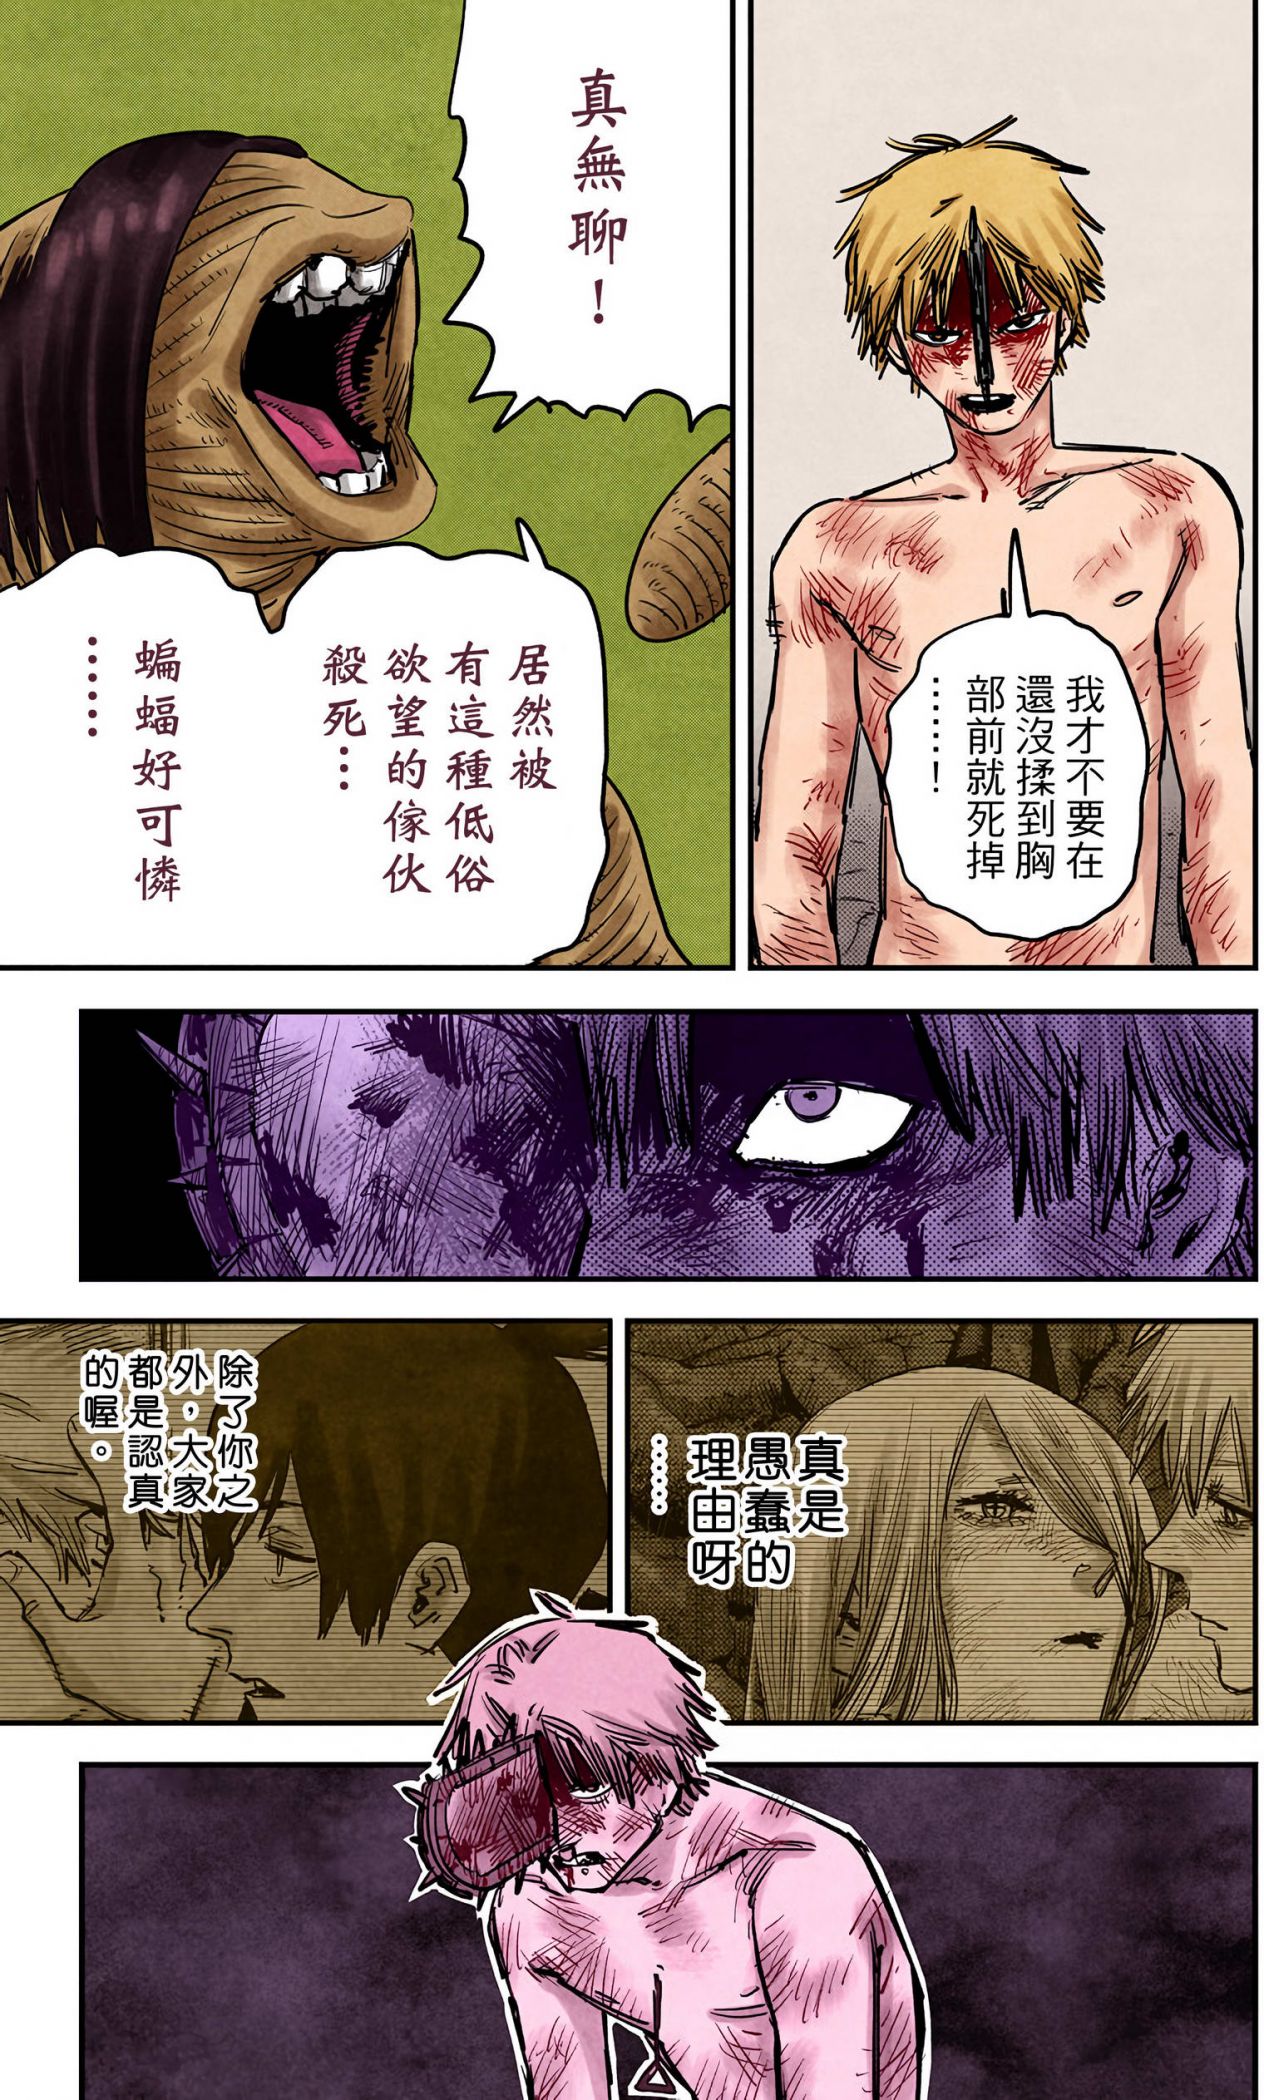 我才不要在
還沒揉到胸
部前就死掉
……！
真無聊！
居然被
有這種低俗
欲望的傢伙
殺死…
蝙蝠好可憐
……
真是
愚蠢的
理由呀
……
除了你之
外，大家
都是認真
的喔。